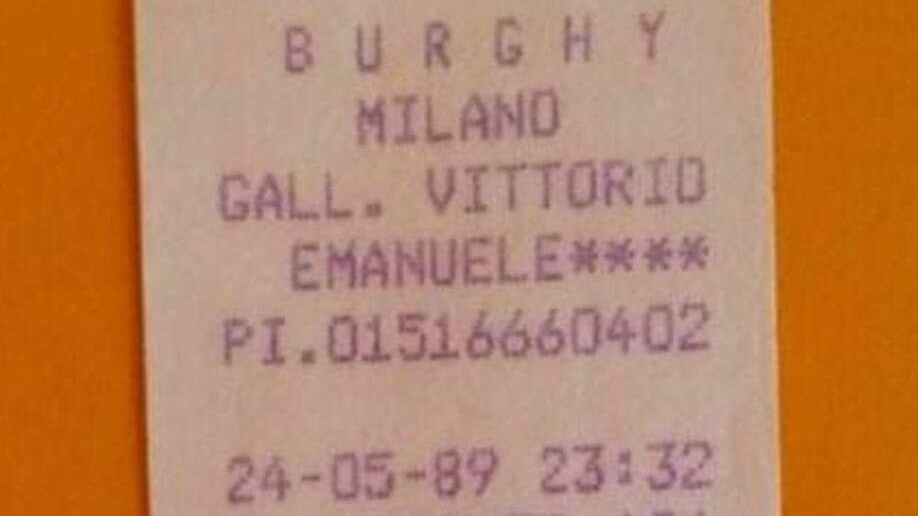 B U R G H Y
MILANO
GALL. VITTORIO
EMANUELE****
PI.01516660402
24-05-89 23:32